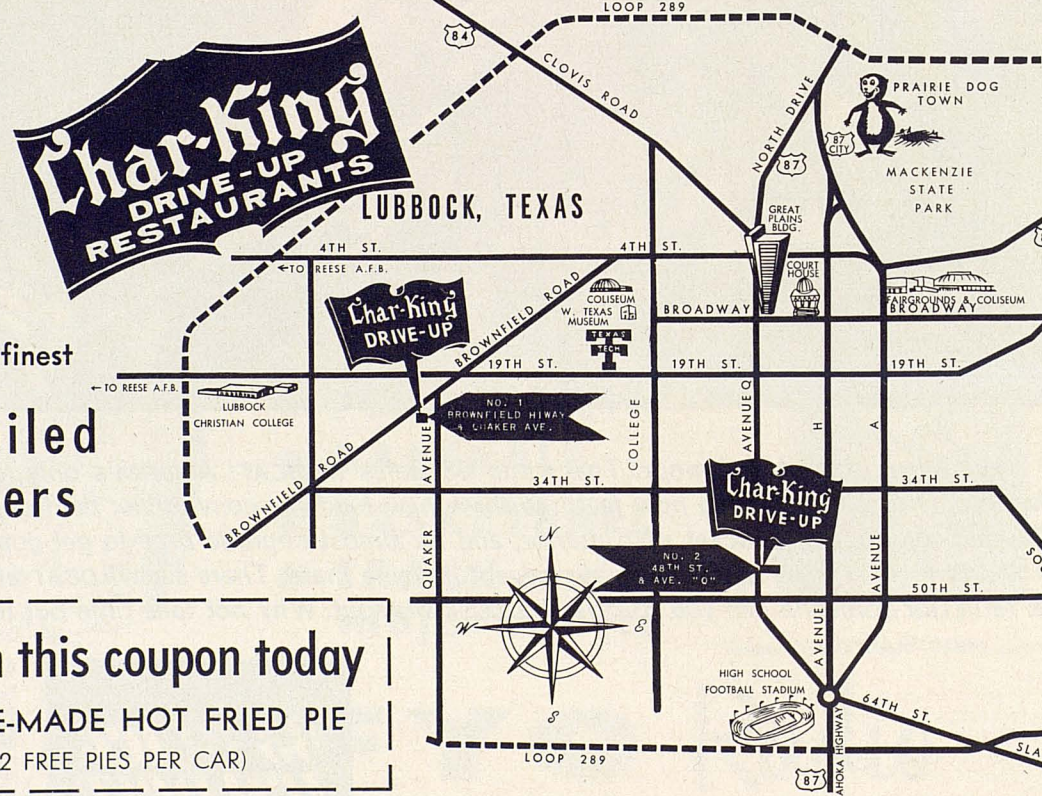 LOOP 289
84
CLOVIS ROAD
Char-King
DRIVE-UP
RESTAURANTS
LUBBOCK, TEXAS
NORTH DRIVE
87
87
CITY
PRAIRIE DOG
TOWN
MACKENZIE
STATE
PARK
GREAT
PLAINS
BLDG.
4TH ST.
4TH ST.
←TO REESE A.F.B.
COURT
HOUSE
Char-King
DRIVE-UP
BROWNFIELD ROAD
COLISEUM
W. TEXAS
MUSEUM
TEXAS
TECH
BROADWAY
FAIRGROUNDS & COLISEUM
BROADWAY
finest
19TH ST.
19TH ST.
19TH ST.
← TO REESE A.F.B.
LUBBOCK
CHRISTIAN COLLEGE
NO. 1
BROWNFIELD HIWAY
& QUAKER AVE.
iled
ers
BROWNFIELD ROAD
QUAKER AVENUE
COLLEGE
AVENUE Q
H
A
34TH ST.
34TH ST.
Char-King
DRIVE-UP
NO. 2
48TH ST.
& AVE. "Q"
AVENUE
50TH ST.
N
W
E
S
this coupon today
E-MADE HOT FRIED PIE
2 FREE PIES PER CAR)
AVENUE
HIGH SCHOOL
FOOTBALL STADIUM
64TH ST.
LOOP 289
87
AHOKA HIGHWAY
SLA